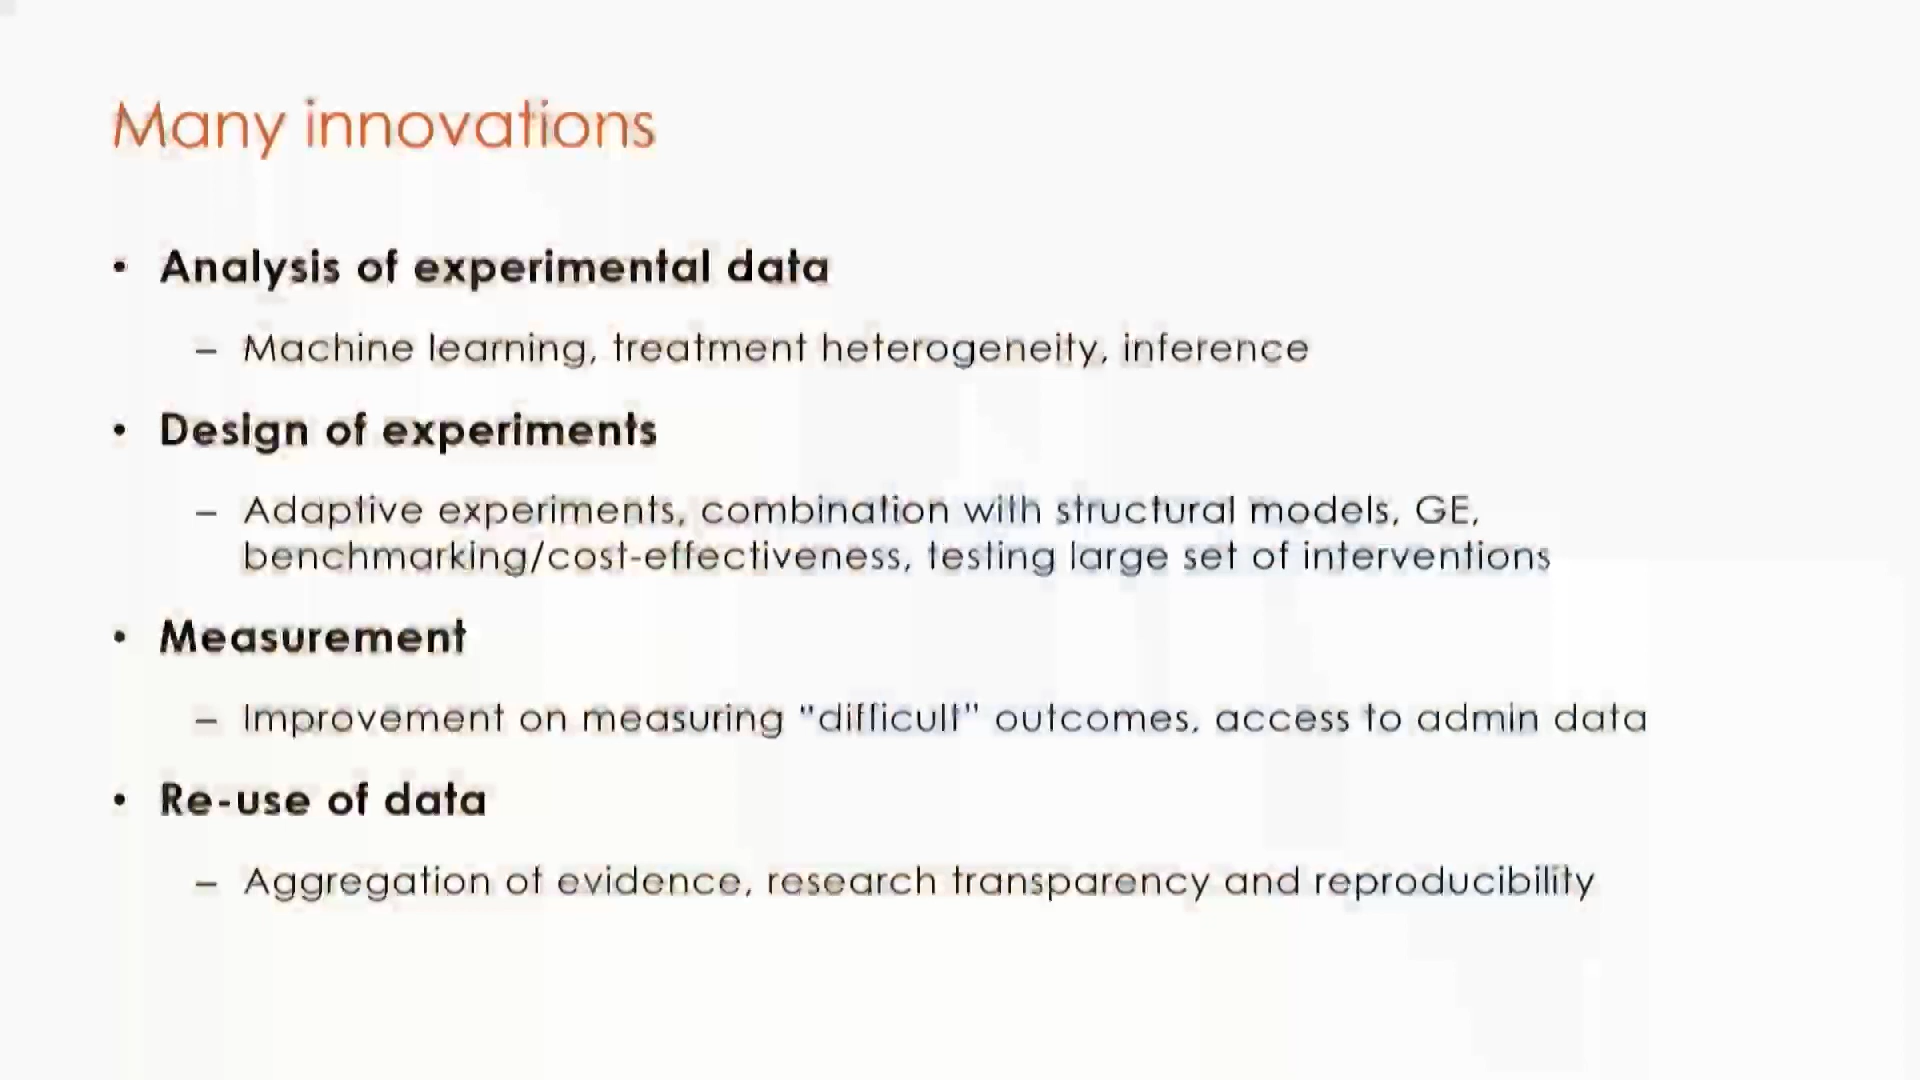 Many innovations
• Analysis of experimental data
– Machine learning, treatment heterogeneity, inference
• Design of experiments
– Adaptive experiments, combination with structural models, GE,
benchmarking/cost-effectiveness, testing large set of interventions
• Measurement
– Improvement on measuring "difficult" outcomes, access to admin data
• Re-use of data
– Aggregation of evidence, research transparency and reproducibility